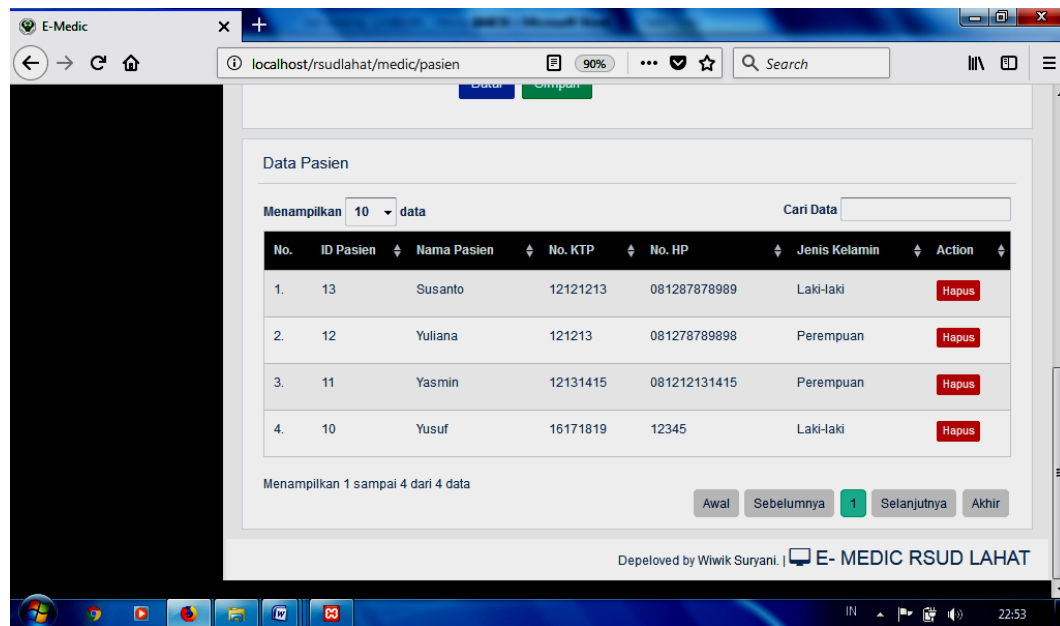 E-Medic
localhost/rsudlahat/medic/pasien 90% Search
Simpan
Data Pasien
Menampilkan 10 data Cari Data
No. ID Pasien Nama Pasien No. KTP No. HP Jenis Kelamin Action
1. 13 Susanto 12121213 081287878989 Laki-laki Hapus
2. 12 Yuliana 121213 081278789898 Perempuan Hapus
3. 11 Yasmin 12131415 081212131415 Perempuan Hapus
4. 10 Yusuf 16171819 12345 Laki-laki Hapus
Menampilkan 1 sampai 4 dari 4 data
Awal Sebelumnya 1 Selanjutnya Akhir
Depeloved by Wiwik Suryani. | E- MEDIC RSUD LAHAT
IN 22:53